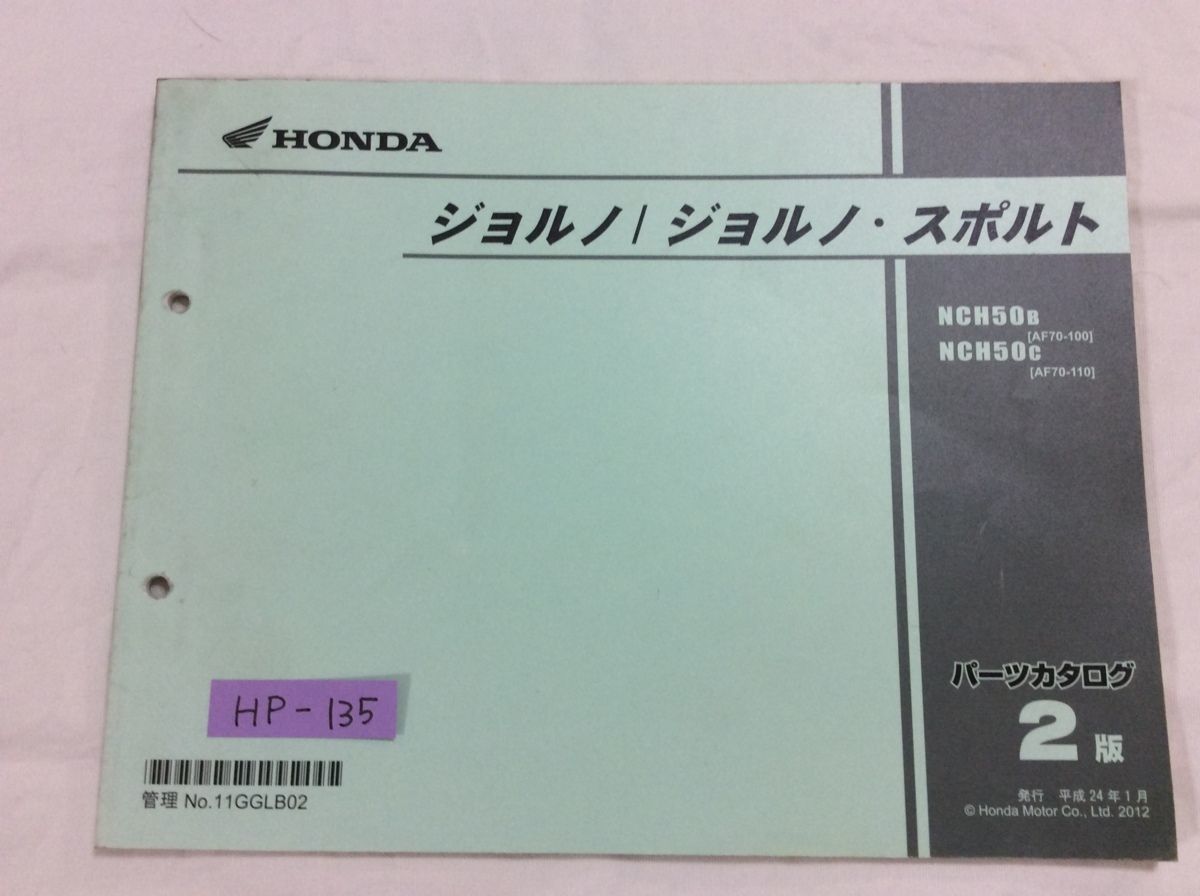 HONDA
ジョルノ/ジョルノ・スポルト
NCH50B
[AF70-100]
NCH50C
[AF70-110]
パーツカタログ
2版
発行 平成24年1月
© Honda Motor Co., Ltd. 2012
HP-135
管理 No.11GGLB02